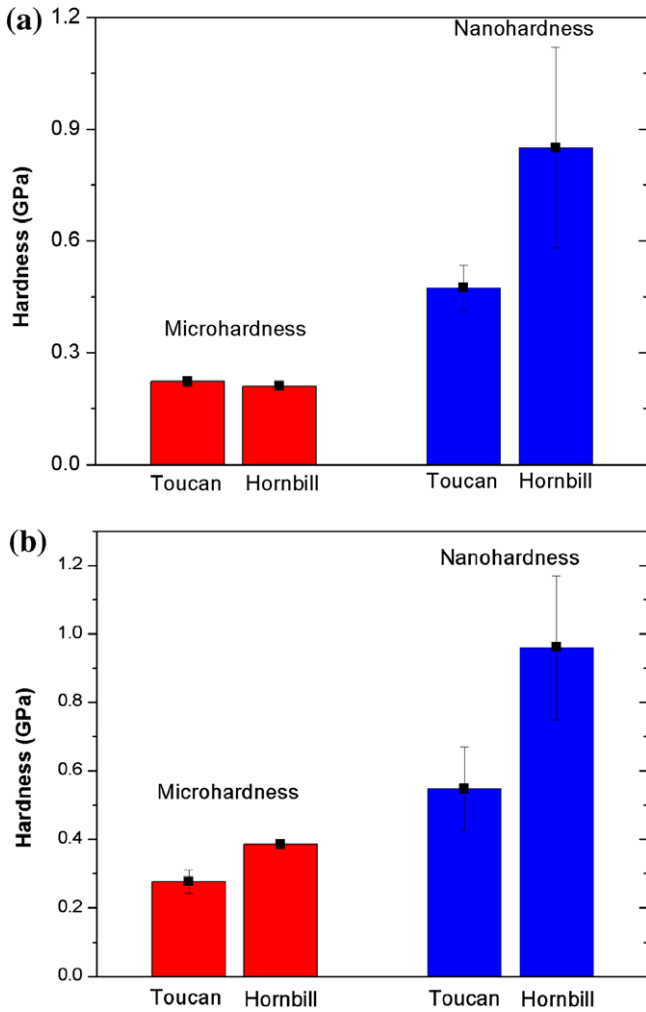 (a)
1.2
0.9
0.6
0.3
0.0
Hardness (GPa)
Nanohardness
Microhardness
Toucan Hornbill Toucan Hornbill
(b)
1.2
1.0
0.8
0.6
0.4
0.2
0.0
Hardness (GPa)
Nanohardness
Microhardness
Toucan Hornbill Toucan Hornbill